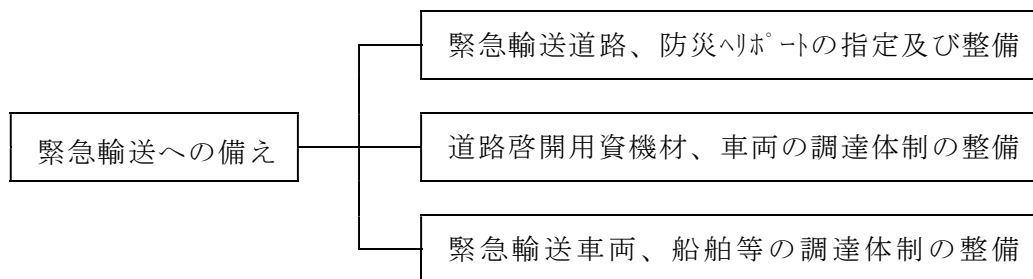 緊急輸送道路、防災ﾍﾘﾎﾟｰﾄの指定及び整備
緊急輸送への備え
道路啓開用資機材、車両の調達体制の整備
緊急輸送車両、船舶等の調達体制の整備